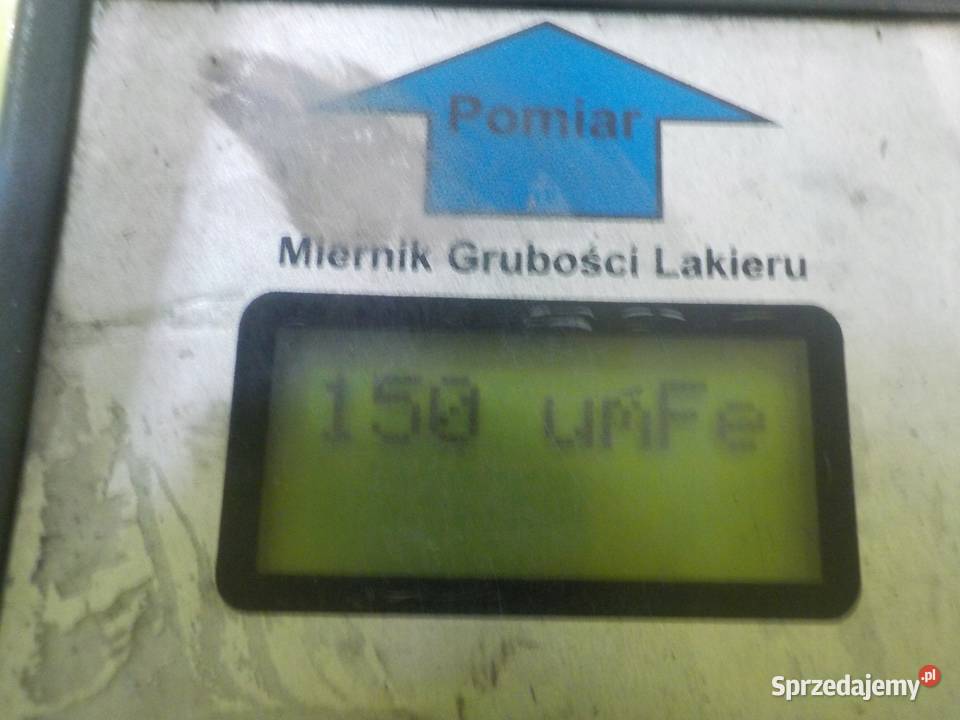 Pomiar
Miernik Grubości Lakieru
150 umFe
Sprzedajemy.pl